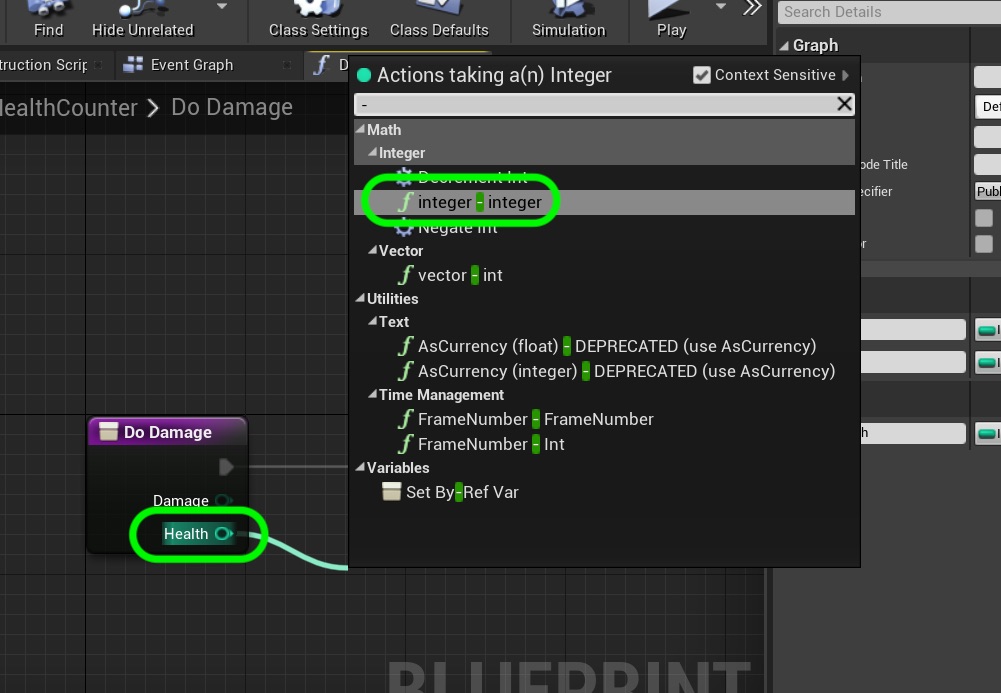 Find Hide Unrelated Class Settings Class Defaults Simulation Play
Search Details
Graph
truction Scrip Event Graph D
Actions taking a(n) Integer Context Sensitive
ealthCounter > Do Damage
-
Def
Math
Integer
Decrement Int
integer - integer
Negate Int
ode Title
ecifier Publ
Vector
vector - int
Utilities
Text
AsCurrency (float) - DEPRECATED (use AsCurrency)
AsCurrency (integer) - DEPRECATED (use AsCurrency)
Time Management
FrameNumber - FrameNumber
FrameNumber - Int
Variables
Set By-Ref Var
Do Damage
Damage
Health
BLUEPRINT